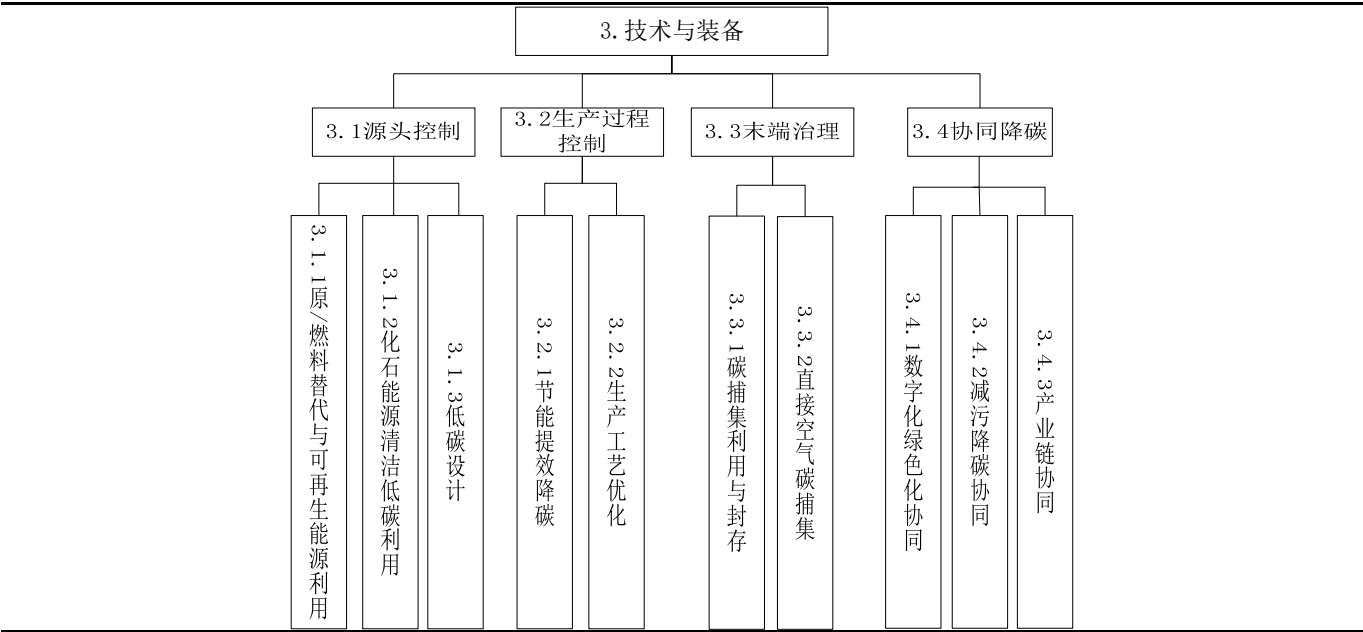 3.技术与装备
3.1源头控制
3.2生产过程
控制
3.3末端治理
3.4协同降碳
3.1.1原/燃料替代与可再生能源利用
3.1.2化石能源清洁低碳利用
3.1.3低碳设计
3.2.1节能提效降碳
3.2.2生产工艺优化
3.3.1碳捕集利用与封存
3.3.2直接空气碳捕集
3.4.1数字化绿色化协同
3.4.2减污降碳协同
3.4.3产业链协同